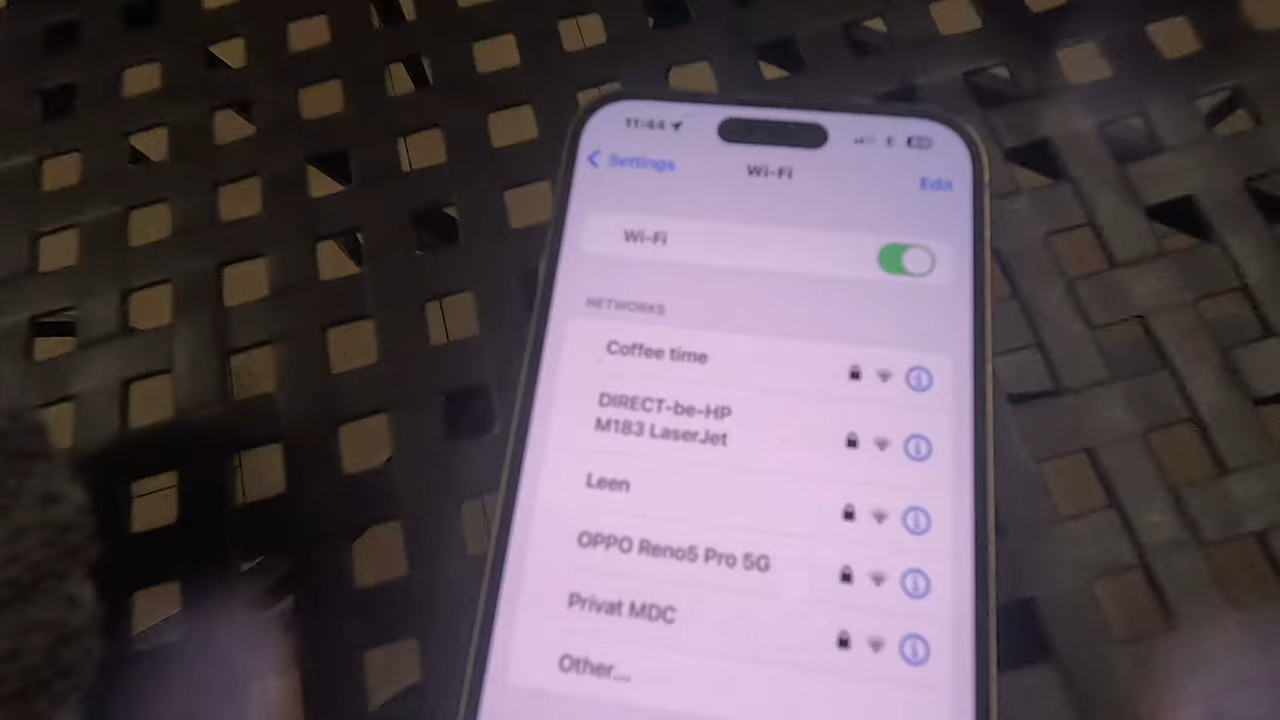 11:44
Settings
Wi-Fi
Edit
Wi-Fi
NETWORKS
Coffee time
DIRECT-be-HP
M183 LaserJet
Leen
OPPO Reno5 Pro 5G
Privat MDC
Other...